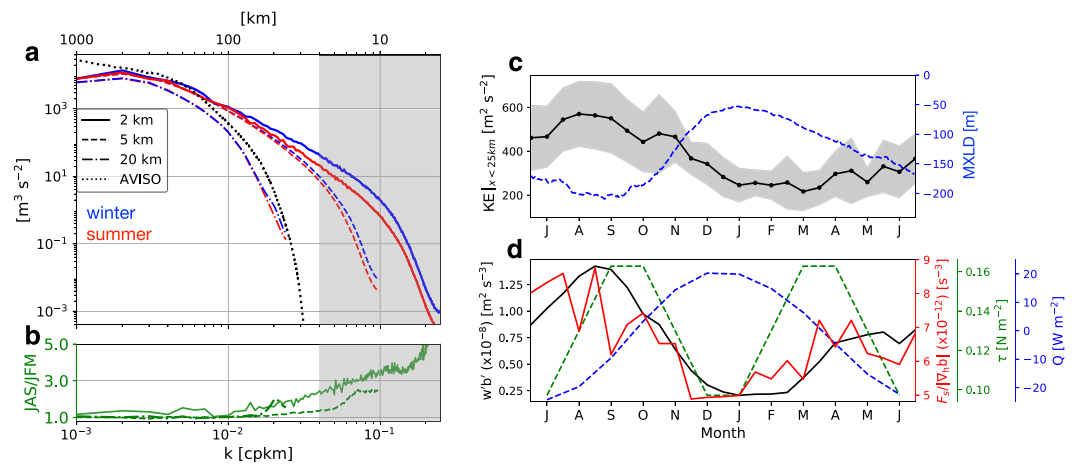 [km]
1000 100 10
a
10³
10¹
10⁻¹
10⁻³
[m³ s⁻²]
2 km
5 km
20 km
AVISO
winter
summer
b
5.0
3.0
1.0
JAS/JFM
10⁻³ 10⁻² 10⁻¹
k [cpkm]
c
600
400
200
KE|ₓ<₂₅ₖₘ [m² s⁻²]
0
−50
−100
−150
−200
MXLD [m]
J A S O N D J F M A M J
d
1.25
1.00
0.75
0.50
0.25
w′b′ (x10⁻⁸) [m² s⁻³]
9
8
7
6
5
Fₛ/|∇ₕb| (x10⁻¹²) [s⁻³]
0.16
0.14
0.12
0.10
τ [N m⁻²]
20
10
0
−10
−20
Q [W m⁻²]
J A S O N D J F M A M J
Month